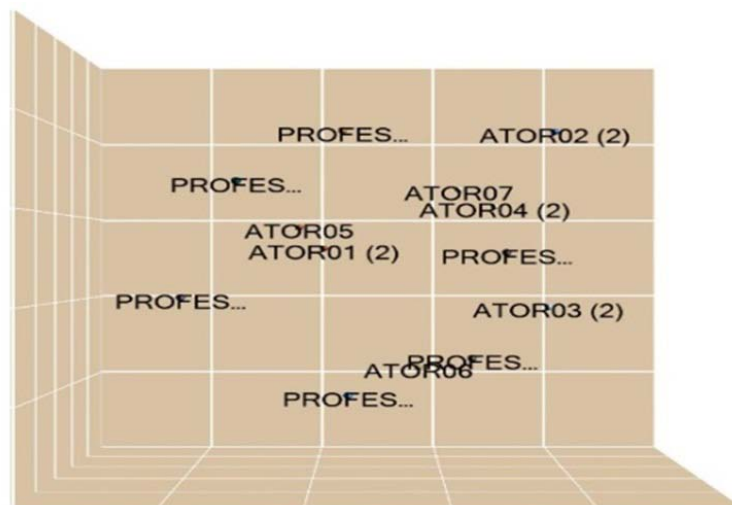 PROFES...
ATOR02 (2)
PROFES...
ATOR07
ATOR04 (2)
ATOR05
ATOR01 (2)
PROFES...
PROFES...
ATOR03 (2)
PROFES...
ATOR06
PROFES...